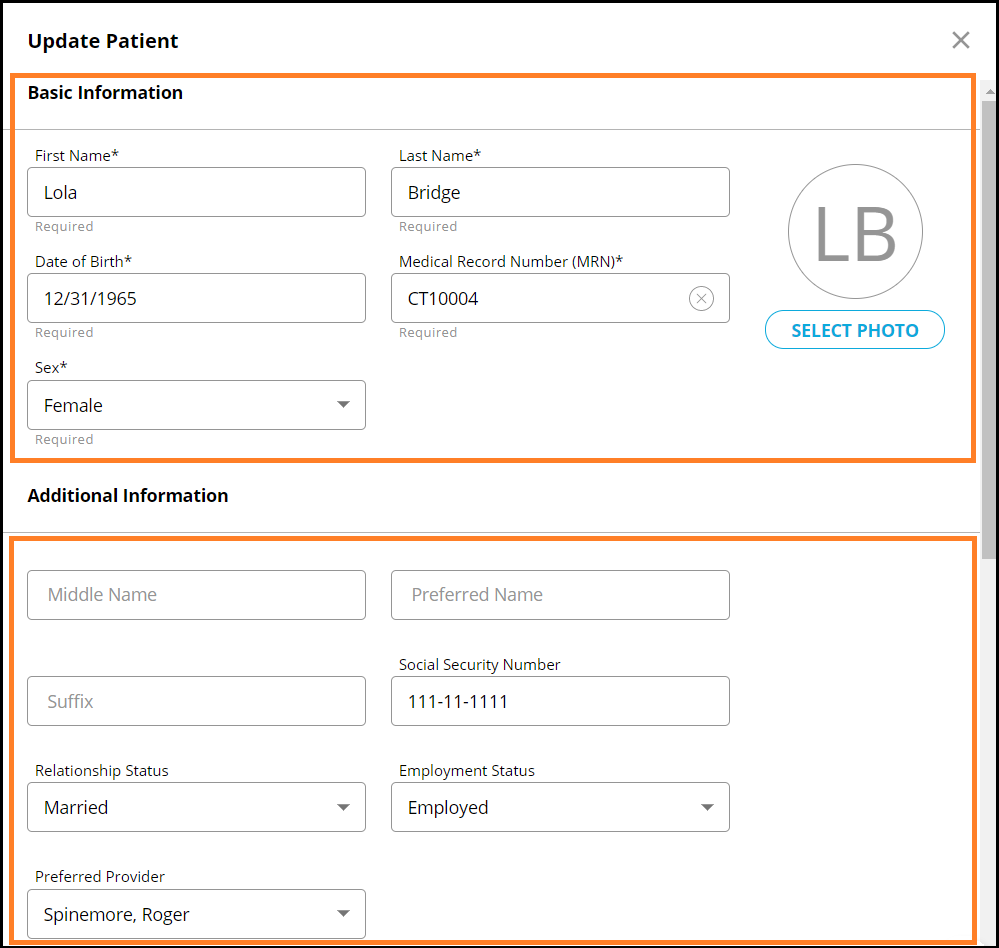 Update Patient
Basic Information
First Name* Last Name*
Lola Bridge
Required Required
LB
Date of Birth* Medical Record Number (MRN)*
12/31/1965 CT10004
Required Required
SELECT PHOTO
Sex*
Female
Required
Additional Information
Middle Name Preferred Name
Social Security Number
Suffix 111-11-1111
Relationship Status Employment Status
Married Employed
Preferred Provider
Spinemore, Roger